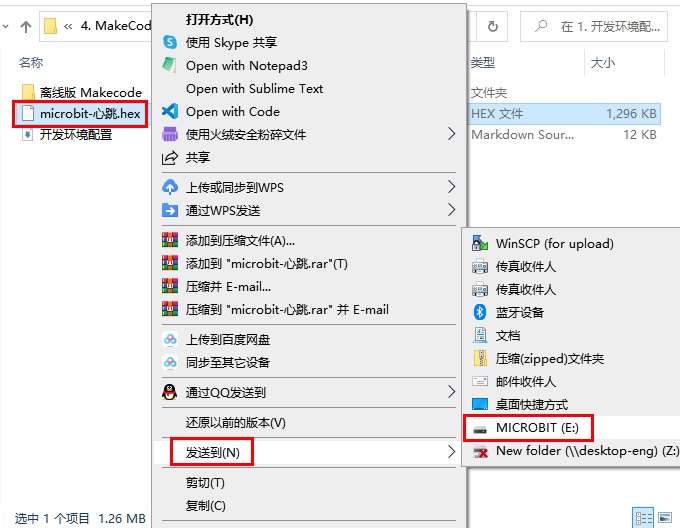 « 4. MakeCod
在 1. 开发环境配...
名称
类型
大小
离线版 Makecode
文件夹
microbit-心跳.hex
HEX 文件
1,296 KB
开发环境配置
Markdown Sour...
12 KB
打开方式(H)
使用 Skype 共享
Open with Notepad3
Open with Sublime Text
Open with Code
使用火绒安全粉碎文件
共享
上传或同步到WPS
通过WPS发送
添加到压缩文件(A)...
添加到 "microbit-心跳.rar"(T)
压缩并 E-mail...
压缩到 "microbit-心跳.rar" 并 E-mail
上传到百度网盘
同步至其它设备
通过QQ发送到
还原以前的版本(V)
发送到(N)
剪切(T)
复制(C)
WinSCP (for upload)
传真收件人
传真收件人
蓝牙设备
文档
压缩(zipped)文件夹
邮件收件人
桌面快捷方式
MICROBIT (E:)
New folder (\\desktop-eng) (Z:)
选中 1 个项目 1.26 MB